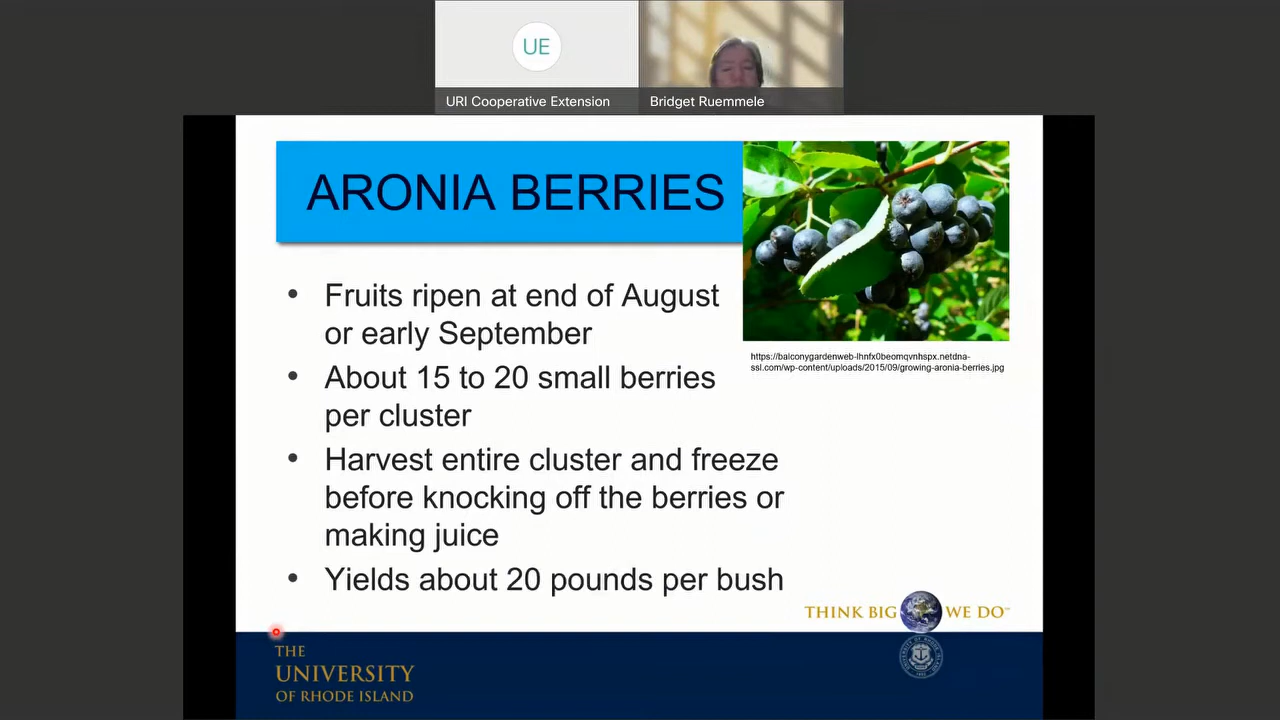 UE
URI Cooperative Extension
Bridget Ruemmele
ARONIA BERRIES
• Fruits ripen at end of August
or early September
• About 15 to 20 small berries
per cluster
• Harvest entire cluster and freeze
before knocking off the berries or
making juice
• Yields about 20 pounds per bush
https://balconygardenweb-lhnfx0beomqvnhspx.netdna-
ssl.com/wp-content/uploads/2015/09/growing-aronia-berries.jpg
THINK BIG WE DO™
THE
UNIVERSITY
OF RHODE ISLAND